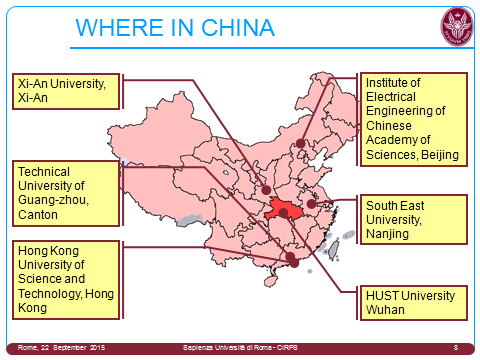 WHERE IN CHINA
Xi-An University,
Xi-An
Technical
University of
Guang-zhou,
Canton
Hong Kong
University of
Science and
Technology, Hong
Kong
Institute of
Electrical
Engineering of
Chinese
Academy of
Sciences, Beijing
South East
University,
Nanjing
HUST University
Wuhan
Rome, 22 September 2015
Sapienza Università di Roma - CIRPS
8